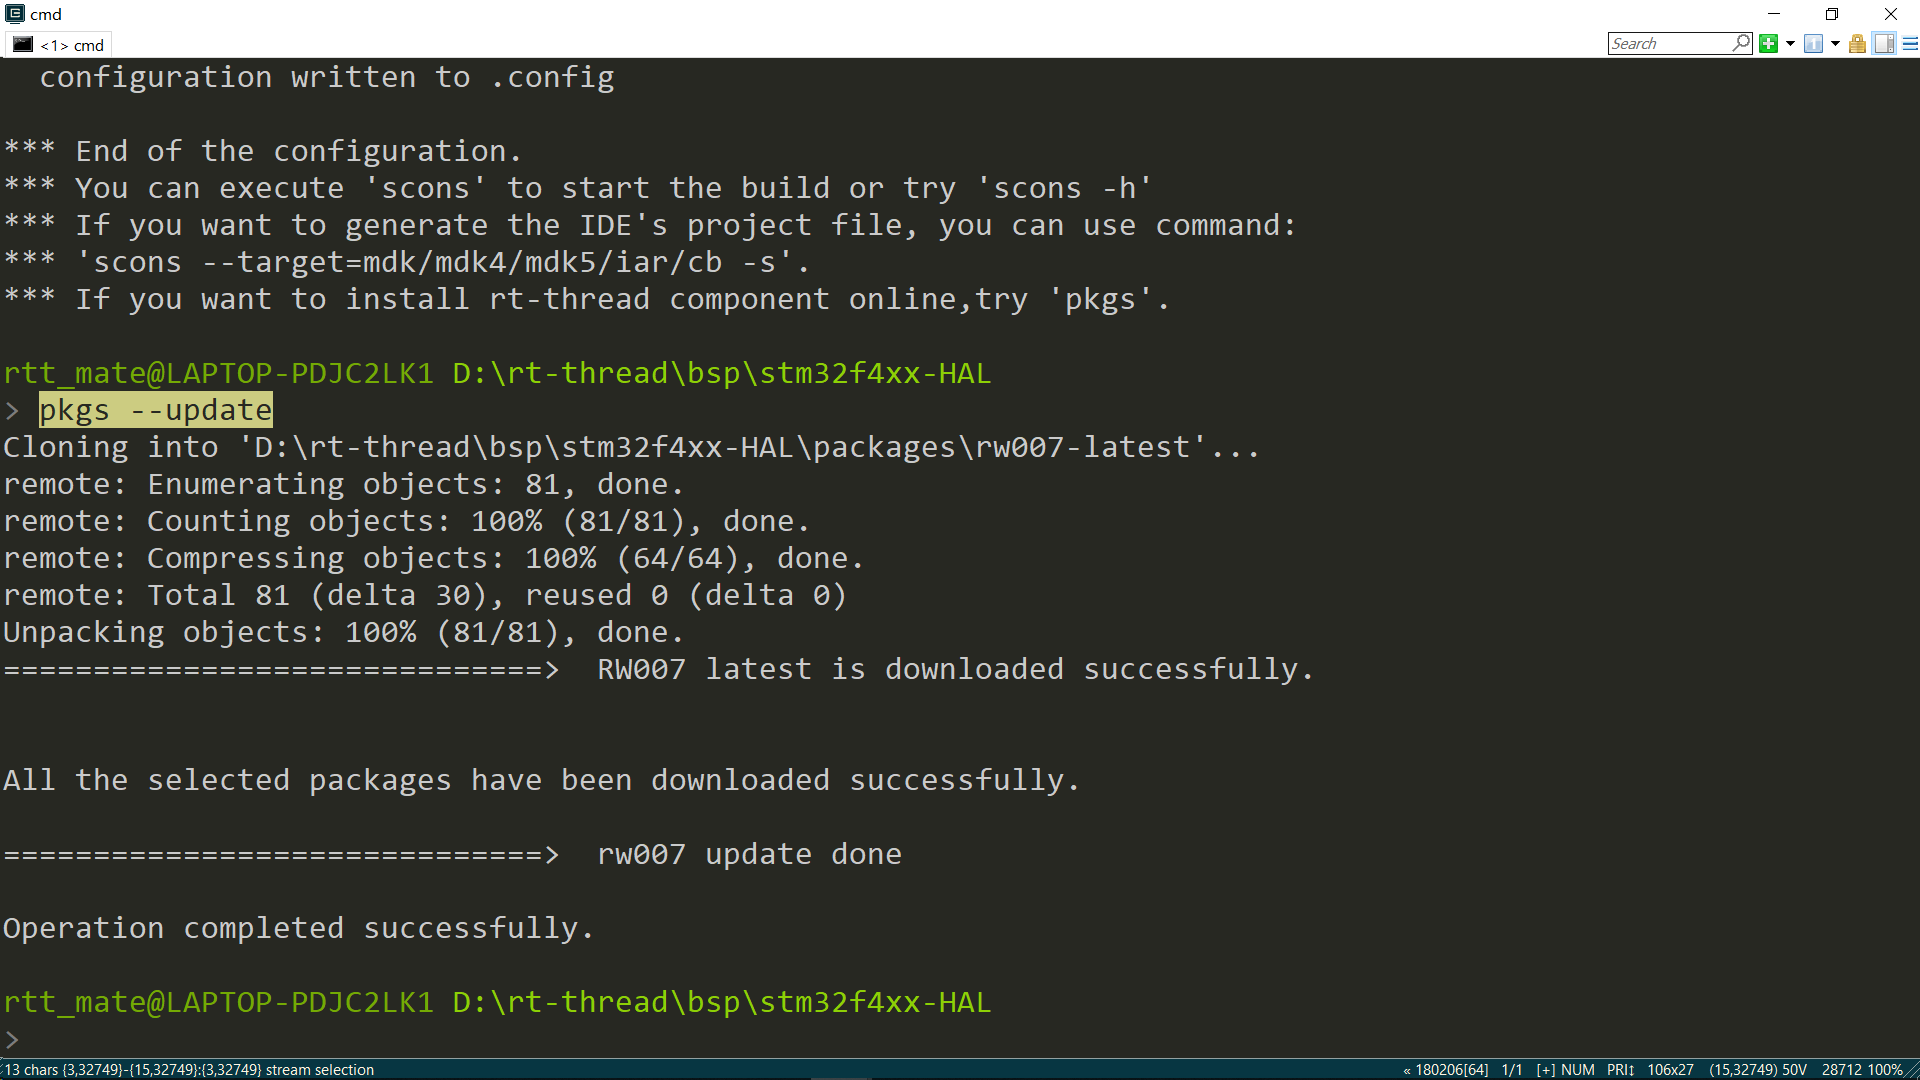 cmd
<1> cmd
Search
configuration written to .config
*** End of the configuration.
*** You can execute 'scons' to start the build or try 'scons -h'
*** If you want to generate the IDE's project file, you can use command:
*** 'scons --target=mdk/mdk4/mdk5/iar/cb -s'.
*** If you want to install rt-thread component online,try 'pkgs'.
rtt_mate@LAPTOP-PDJC2LK1 D:\rt-thread\bsp\stm32f4xx-HAL
> pkgs --update
Cloning into 'D:\rt-thread\bsp\stm32f4xx-HAL\packages\rw007-latest'...
remote: Enumerating objects: 81, done.
remote: Counting objects: 100% (81/81), done.
remote: Compressing objects: 100% (64/64), done.
remote: Total 81 (delta 30), reused 0 (delta 0)
Unpacking objects: 100% (81/81), done.
==============================>  RW007 latest is downloaded successfully.
All the selected packages have been downloaded successfully.
==============================>  rw007 update done
Operation completed successfully.
rtt_mate@LAPTOP-PDJC2LK1 D:\rt-thread\bsp\stm32f4xx-HAL
>
13 chars {3,32749}-{15,32749}:{3,32749} stream selection
« 180206[64] 1/1 [+] NUM PRI↕ 106x27 (15,32749) 50V 28712 100%